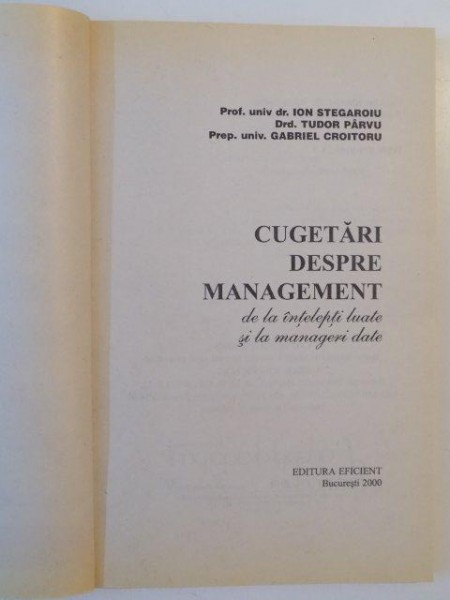 Prof. univ dr. ION STEGAROIU
Drd. TUDOR PÂRVU
Prep. univ. GABRIEL CROITORU
CUGETĂRI
DESPRE
MANAGEMENT
de la înțelepți luate
și la manageri date
EDITURA EFICIENT
București 2000